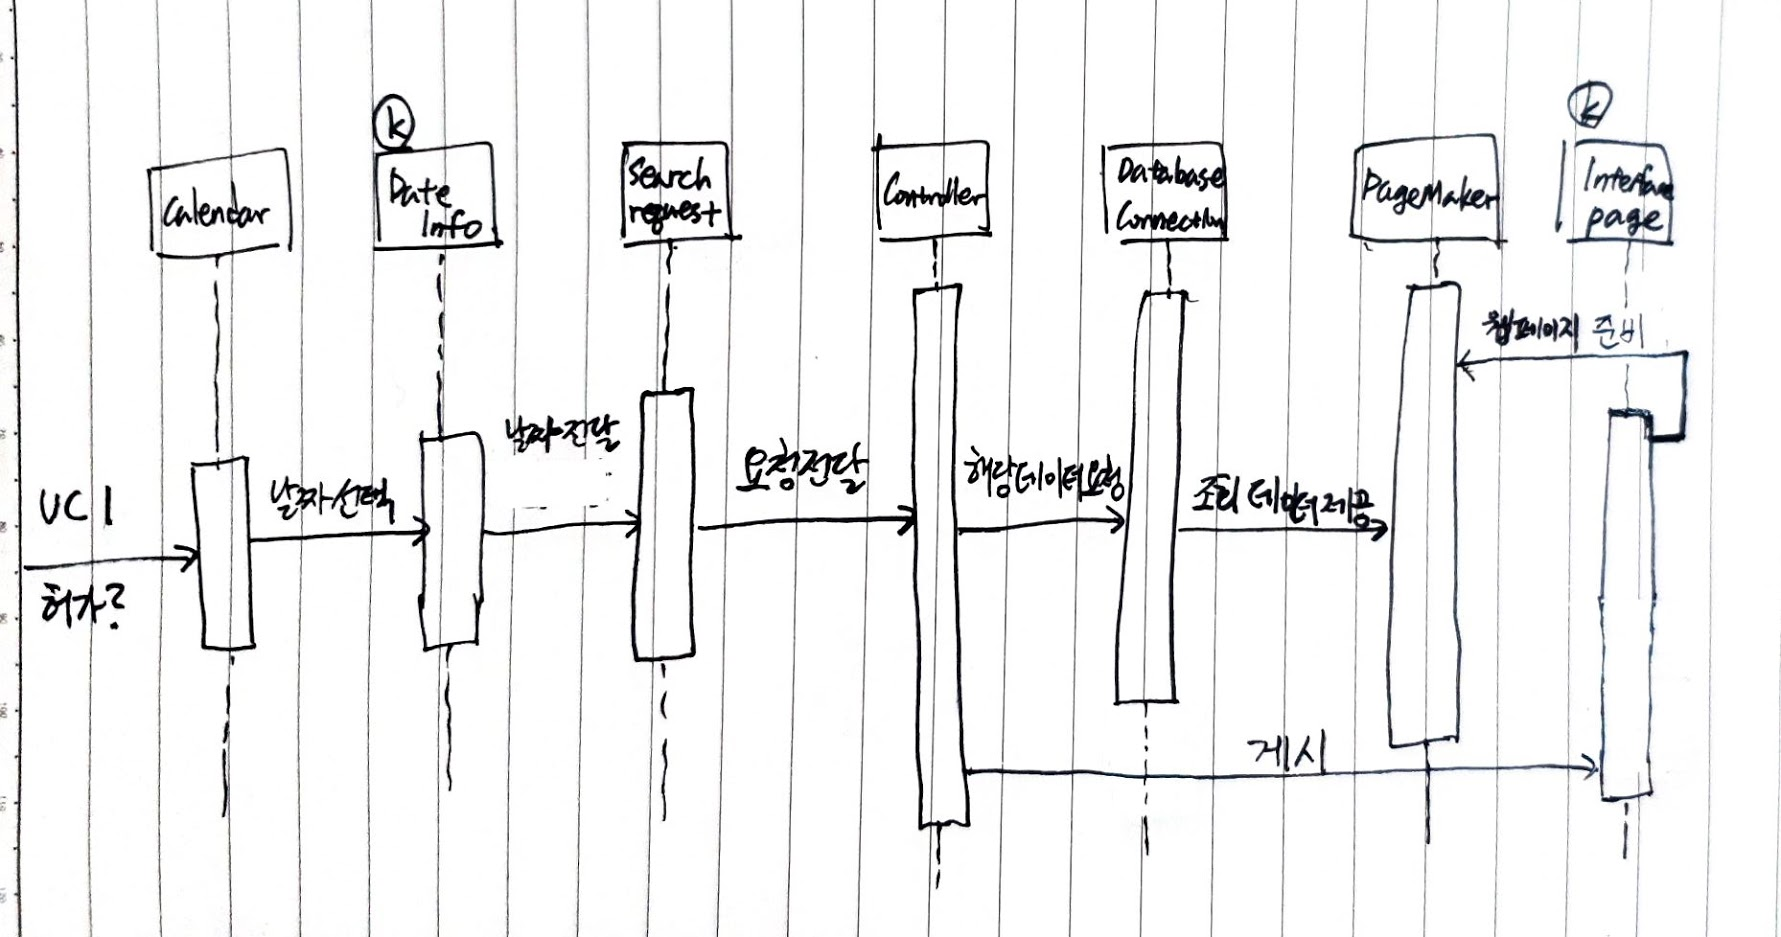 k
k
Calendar
Date
Info
Search
request
Controller
Database
Connection
PageMaker
Interface
page
웹페이지 준비
날짜전달
요청전달
해당데이터요청
조회 데이터제공
날짜선택
UC 1
허가?
게시